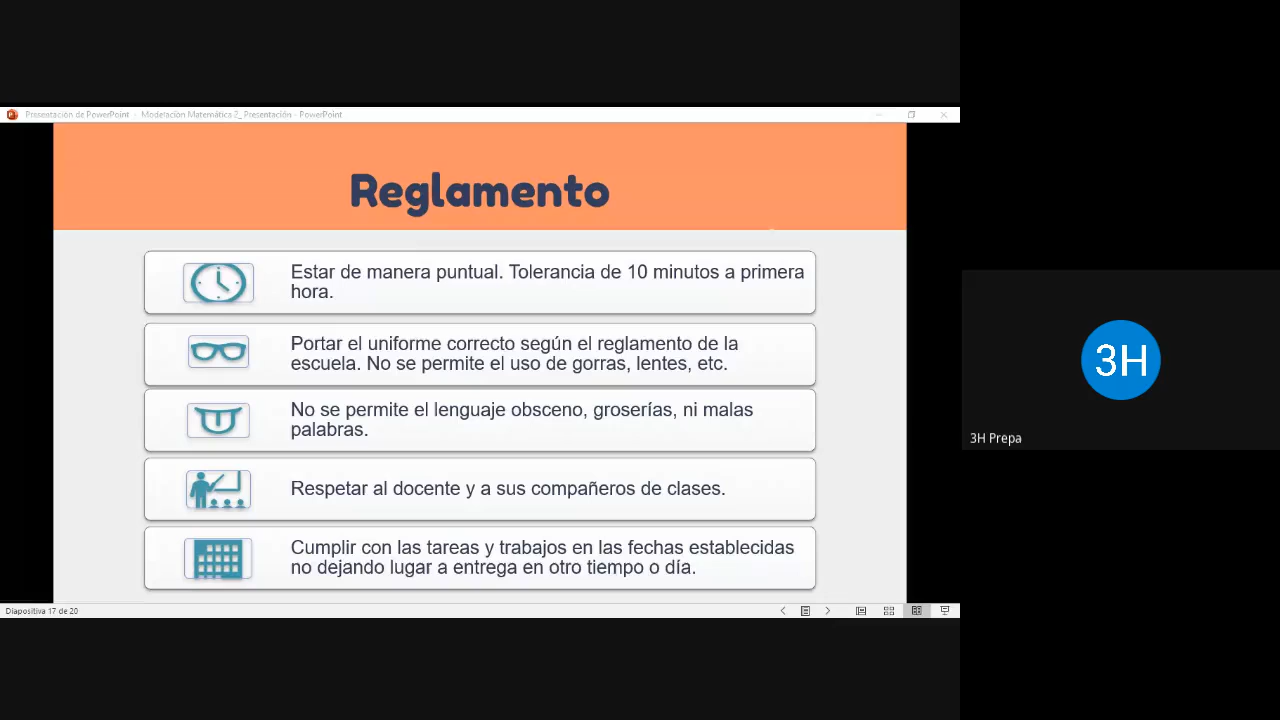 Presentación de PowerPoint - Modelación Matemática 2_ Presentación - PowerPoint
Reglamento
Estar de manera puntual. Tolerancia de 10 minutos a primera
hora.
Portar el uniforme correcto según el reglamento de la
escuela. No se permite el uso de gorras, lentes, etc.
No se permite el lenguaje obsceno, groserías, ni malas
palabras.
Respetar al docente y a sus compañeros de clases.
Cumplir con las tareas y trabajos en las fechas establecidas
no dejando lugar a entrega en otro tiempo o día.
Diapositiva 17 de 20
3H
3H Prepa